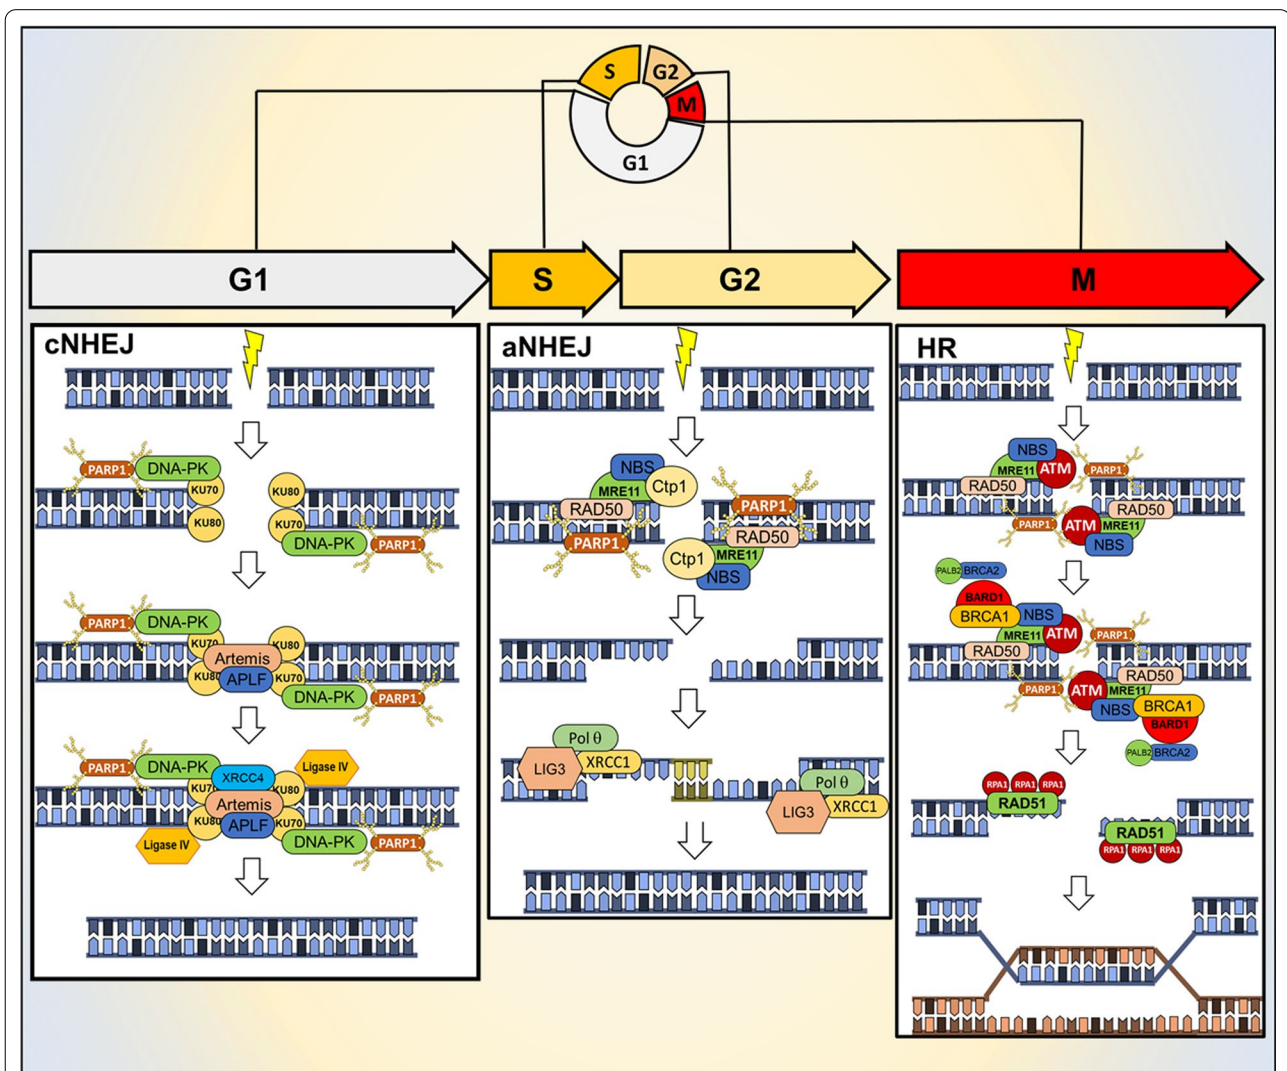 S
G2
M
G1
G1
S
G2
M
cNHEJ
PARP1
DNA-PK
KU70
KU80
KU80
KU70
DNA-PK
PARP1
PARP1
DNA-PK
KU70
KU80
Artemis
KU80
APLF
KU70
DNA-PK
PARP1
Ligase IV
PARP1
DNA-PK
XRCC4
KU70
KU80
Artemis
KU80
APLF
KU70
Ligase IV
DNA-PK
PARP1
aNHEJ
NBS
Ctp1
MRE11
RAD50
PARP1
PARP1
RAD50
Ctp1
MRE11
NBS
Pol θ
LIG3
XRCC1
Pol θ
LIG3
XRCC1
HR
NBS
MRE11
ATM
PARP1
RAD50
RAD50
PARP1
ATM
MRE11
NBS
PALB2
BRCA2
BARD1
BRCA1
NBS
MRE11
ATM
PARP1
RAD50
RAD50
PARP1
ATM
MRE11
NBS
BRCA1
BARD1
PALB2
BRCA2
RPA1
RPA1
RPA1
RAD51
RAD51
RPA1
RPA1
RPA1